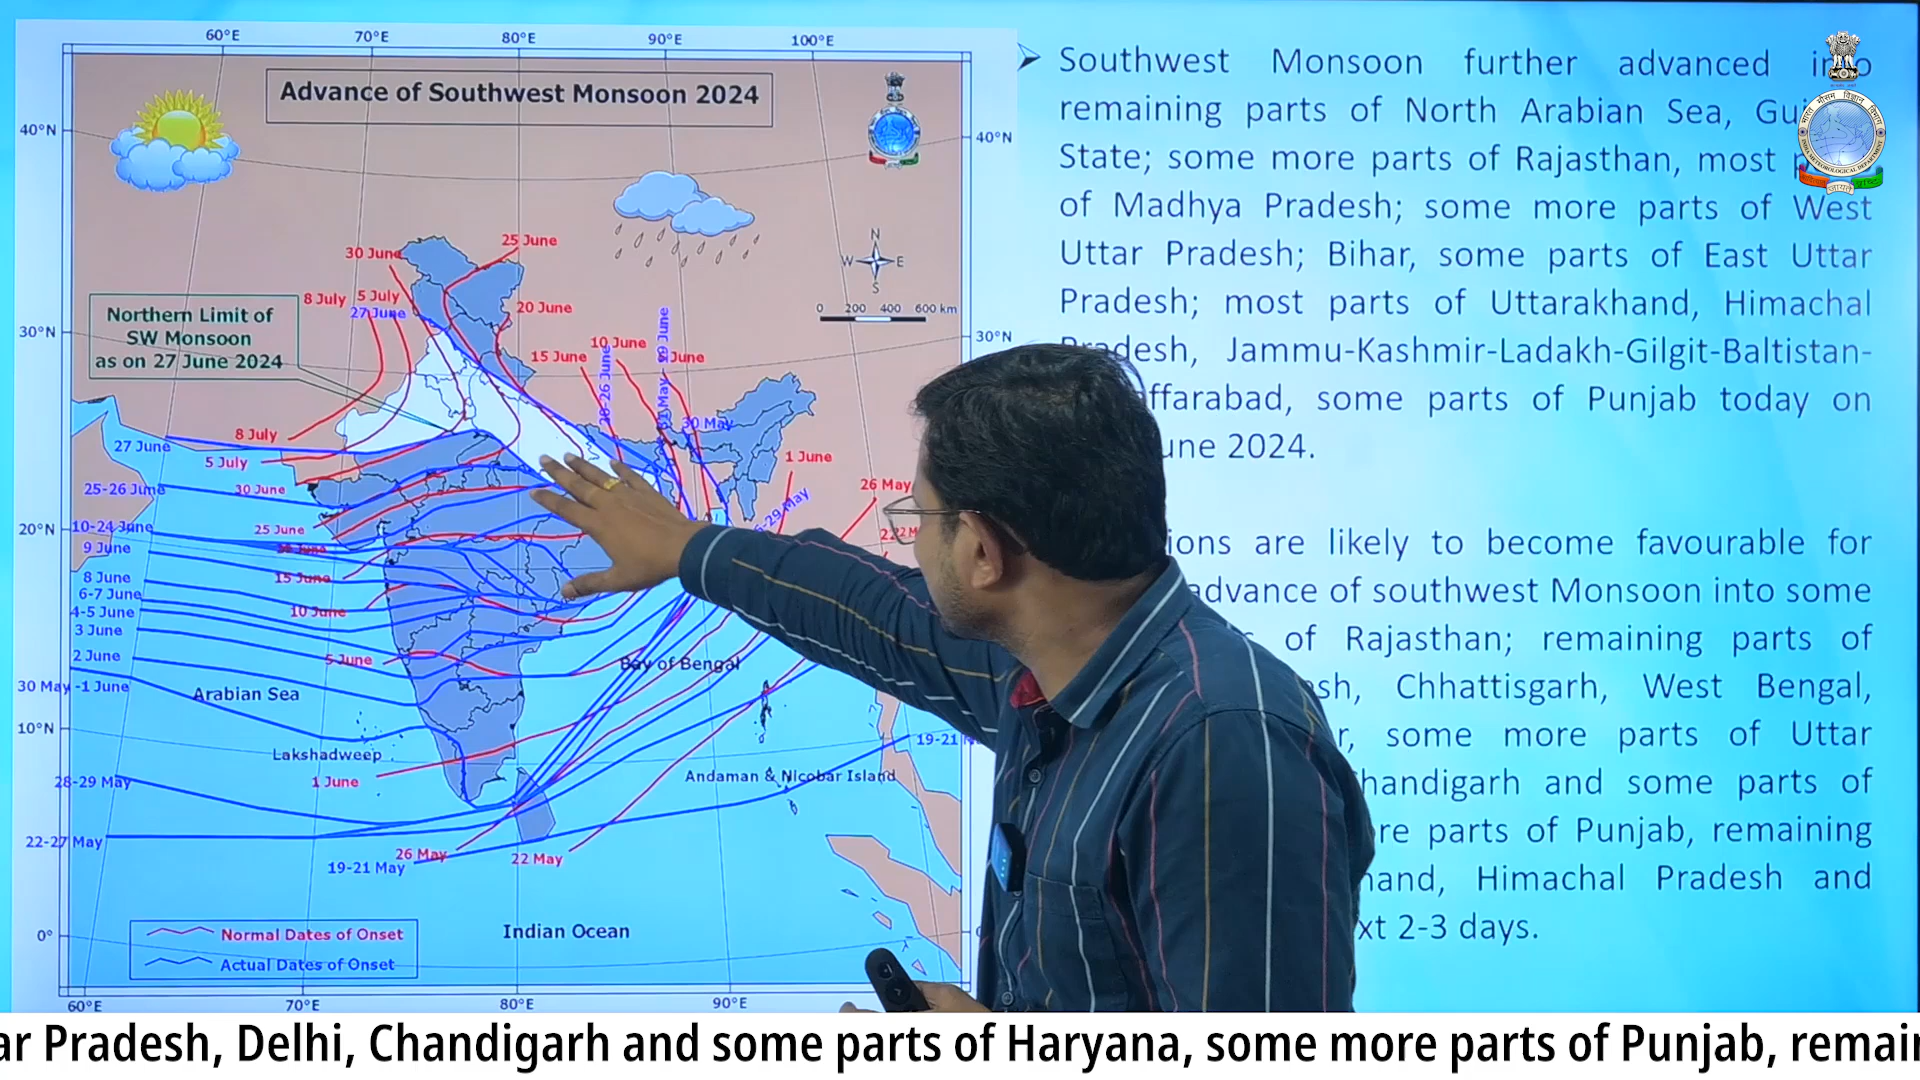 60°E 70°E 80°E 90°E 100°E
Advance of Southwest Monsoon 2024
40°N
40°N
N
W E
S
0 200 400 600 km
30°N
30°N
25 June
30 June
8 July 5 July
27 June
20 June
Northern Limit of
SW Monsoon
as on 27 June 2024
15 June
10 June
30 May
1 June
26 May
8 July
27 June
5 July
25-26 June
30 June
20°N
10-24 June
25 June
9 June
8 June
15 June
6-7 June
4-5 June
10 June
3 June
2 June
5 June
Bay of Bengal
30 May -1 June
Arabian Sea
10°N
Lakshadweep
Andaman & Nicobar Island
28-29 May
1 June
22-27 May
26 May
22 May
19-21 May
Indian Ocean
0°
Normal Dates of Onset
Actual Dates of Onset
60°E 70°E 80°E 90°E
Southwest Monsoon further advanced into
remaining parts of North Arabian Sea,
State; some more parts of Rajasthan, most
of Madhya Pradesh; some more parts of West
Uttar Pradesh; Bihar, some parts of East Uttar
Pradesh; most parts of Uttarakhand, Himachal
Pradesh, Jammu-Kashmir-Ladakh-Gilgit-Baltistan-
some parts of Punjab today on
2024.
are likely to become favourable for
advance of southwest Monsoon into some
of Rajasthan; remaining parts of
Chhattisgarh, West Bengal,
some more parts of Uttar
Chandigarh and some parts of
parts of Punjab, remaining
Himachal Pradesh and
2-3 days.
Pradesh, Delhi, Chandigarh and some parts of Haryana, some more parts of Punjab,